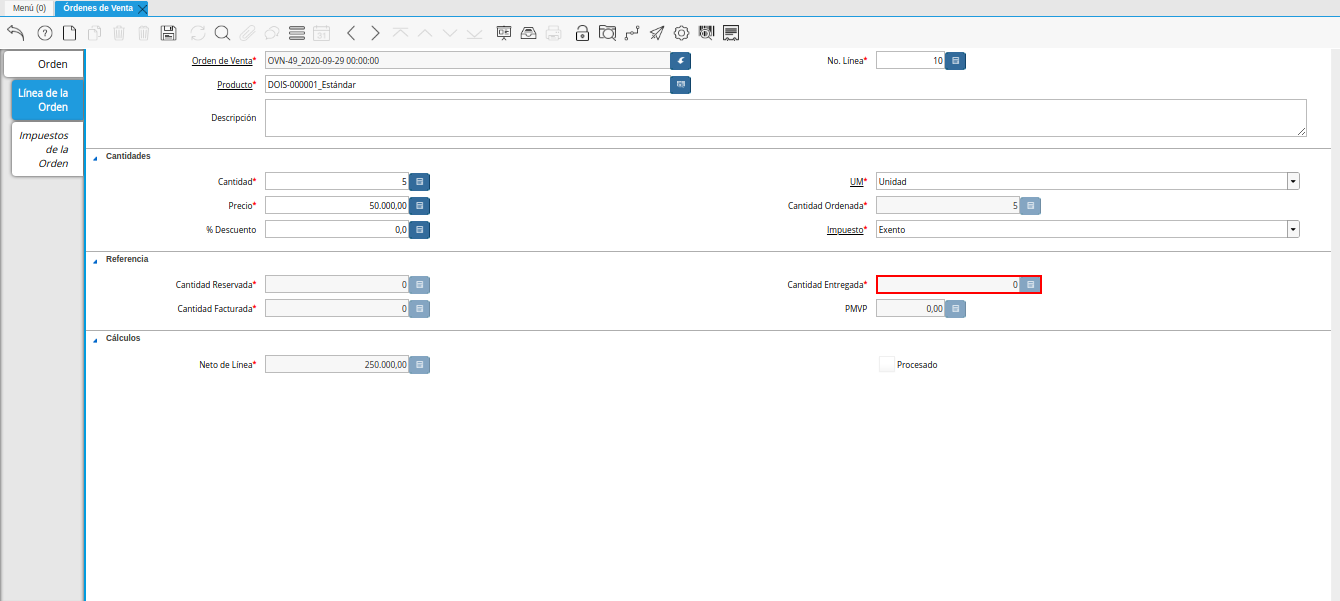 Menú (0) Órdenes de Venta
Orden
Línea de la
Orden
Impuestos
de la
Orden
Orden de Venta* OVN-49_2020-09-29 00:00:00 No. Línea* 10
Producto* DOIS-000001_Estándar
Descripción
Cantidades
Cantidad* 5 UM* Unidad
Precio* 50.000,00 Cantidad Ordenada* 5
% Descuento 0,0 Impuesto* Exento
Referencia
Cantidad Reservada* 0 Cantidad Entregada* 0
Cantidad Facturada* 0 PMVP 0,00
Cálculos
Neto de Línea* 250.000,00 Procesado